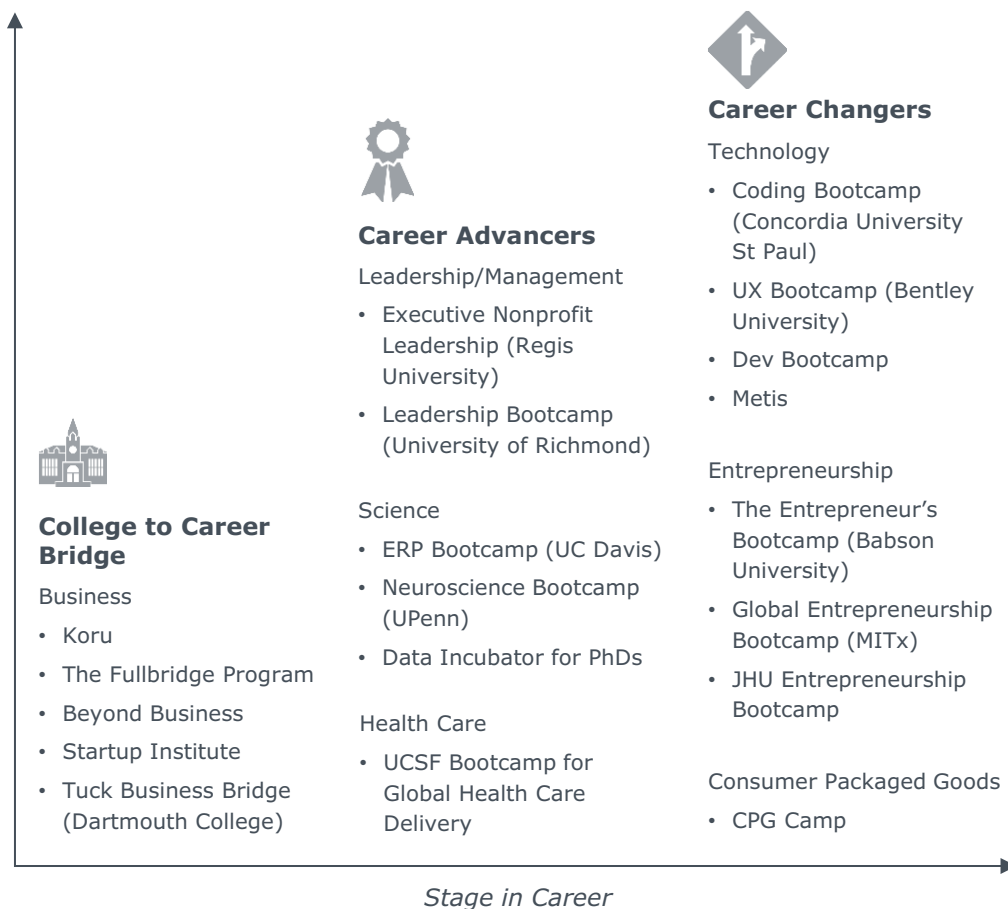 College to Career
Bridge
Business
• Koru
• The Fullbridge Program
• Beyond Business
• Startup Institute
• Tuck Business Bridge
(Dartmouth College)
Career Advancers
Leadership/Management
• Executive Nonprofit
Leadership (Regis
University)
• Leadership Bootcamp
(University of Richmond)
Science
• ERP Bootcamp (UC Davis)
• Neuroscience Bootcamp
(UPenn)
• Data Incubator for PhDs
Health Care
• UCSF Bootcamp for
Global Health Care
Delivery
Career Changers
Technology
• Coding Bootcamp
(Concordia University
St Paul)
• UX Bootcamp (Bentley
University)
• Dev Bootcamp
• Metis
Entrepreneurship
• The Entrepreneur’s
Bootcamp (Babson
University)
• Global Entrepreneurship
Bootcamp (MITx)
• JHU Entrepreneurship
Bootcamp
Consumer Packaged Goods
• CPG Camp
Stage in Career